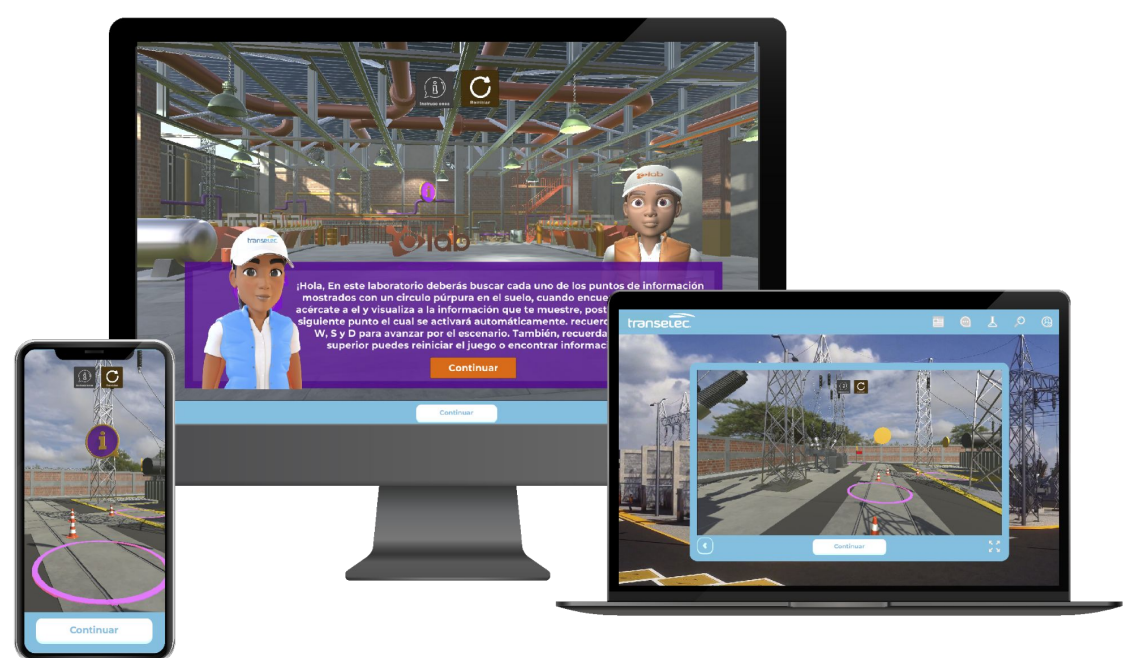 Instrucciones
Reiniciar
lab
transelec
lab
¡Hola, En este laboratorio deberás buscar cada uno de los puntos de información
mostrados con un circulo púrpura en el suelo, cuando encue
acércate a el y visualiza a la información que te muestre, post
siguiente punto el cual se activará automáticamente. recuerd
W, S y D para avanzar por el escenario. También, recuerda
superior puedes reiniciar el juego o encontrar informac
Continuar
Continuar
transelec
Continuar
Continuar